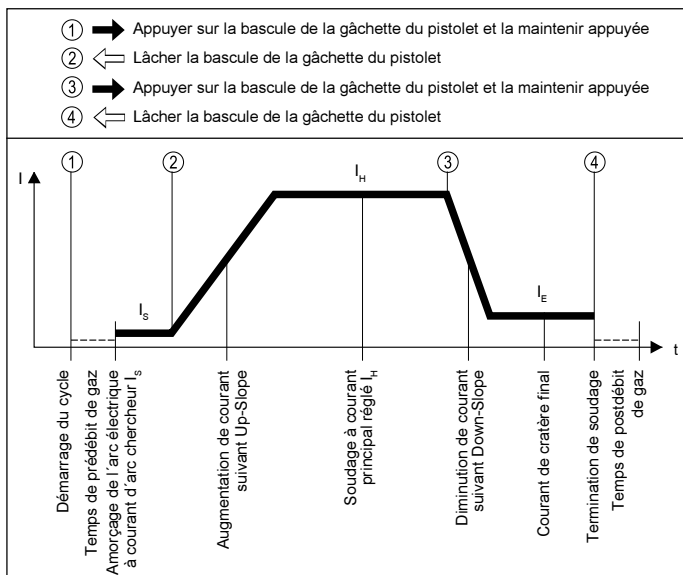 ① Appuyer sur la bascule de la gâchette du pistolet et la maintenir appuyée
② Lâcher la bascule de la gâchette du pistolet
③ Appuyer sur la bascule de la gâchette du pistolet et la maintenir appuyée
④ Lâcher la bascule de la gâchette du pistolet
① ② ③ ④
I
I_H
I_S
I_E
t
Démarrage du cycle
Temps de prédébit de gaz
Amorçage de l´arc électrique
à courant d´arc chercheur I_S
Augmentation de courant
suivant Up-Slope
Soudage à courant
principal réglé I_H
Diminution de courant
suivant Down-Slope
Courant de cratère final
Termination de soudage
Temps de postdébit
de gaz